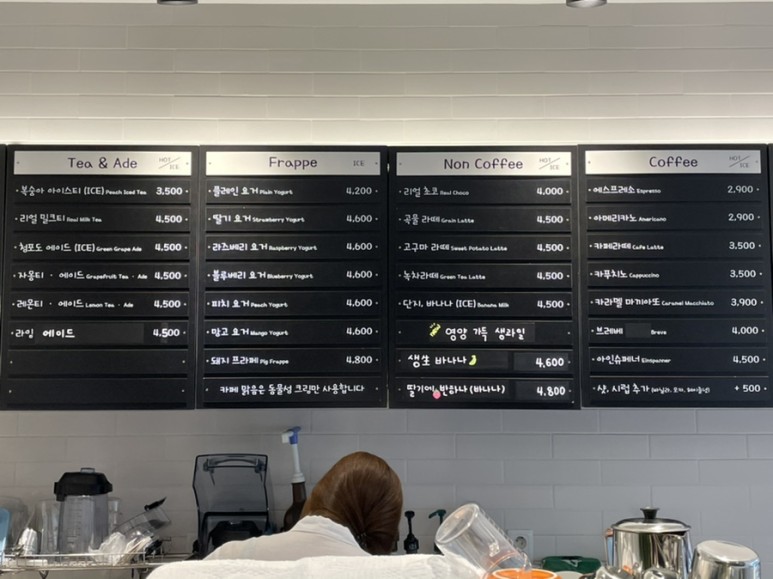 Tea & Ade HOT/ICE
복숭아 아이스티 (ICE) Peach Iced Tea 3,500
리얼 밀크티 Real Milk Tea 4,500
청포도 에이드 (ICE) Green Grape Ade 4,500
자몽티 · 에이드 Grapefruit Tea · Ade 4,500
레몬티 · 에이드 Lemon Tea · Ade 4,500
라임 에이드 4,500
Frappe ICE
플레인 요거 Plain Yogurt 4,200
딸기 요거 Strawberry Yogurt 4,600
라즈베리 요거 Raspberry Yogurt 4,600
블루베리 요거 Blueberry Yogurt 4,600
피치 요거 Peach Yogurt 4,600
망고 요거 Mango Yogurt 4,600
돼지 프라페 Pig Frappe 4,800
카페 맑음은 동물성 크림만 사용합니다
Non Coffee HOT/ICE
리얼 초코 Real Choco 4,000
곡물 라떼 Grain Latte 4,500
고구마 라떼 Sweet Potato Latte 4,500
녹차라떼 Green Tea Latte 4,500
단지, 바나나 (ICE) Banana Milk 4,500
영양 가득 생라인
생生 바나나 4,600
딸기에 반하나 (바나나) 4,800
Coffee HOT/ICE
에스프레소 Espresso 2,900
아메리카노 Americano 2,900
카페라떼 Cafe Latte 3,500
카푸치노 Cappuccino 3,500
카라멜 마끼아또 Caramel Macchiato 3,900
브레베 Breve 4,000
아인슈페너 Einspanner 4,500
샷, 시럽 추가 + 500